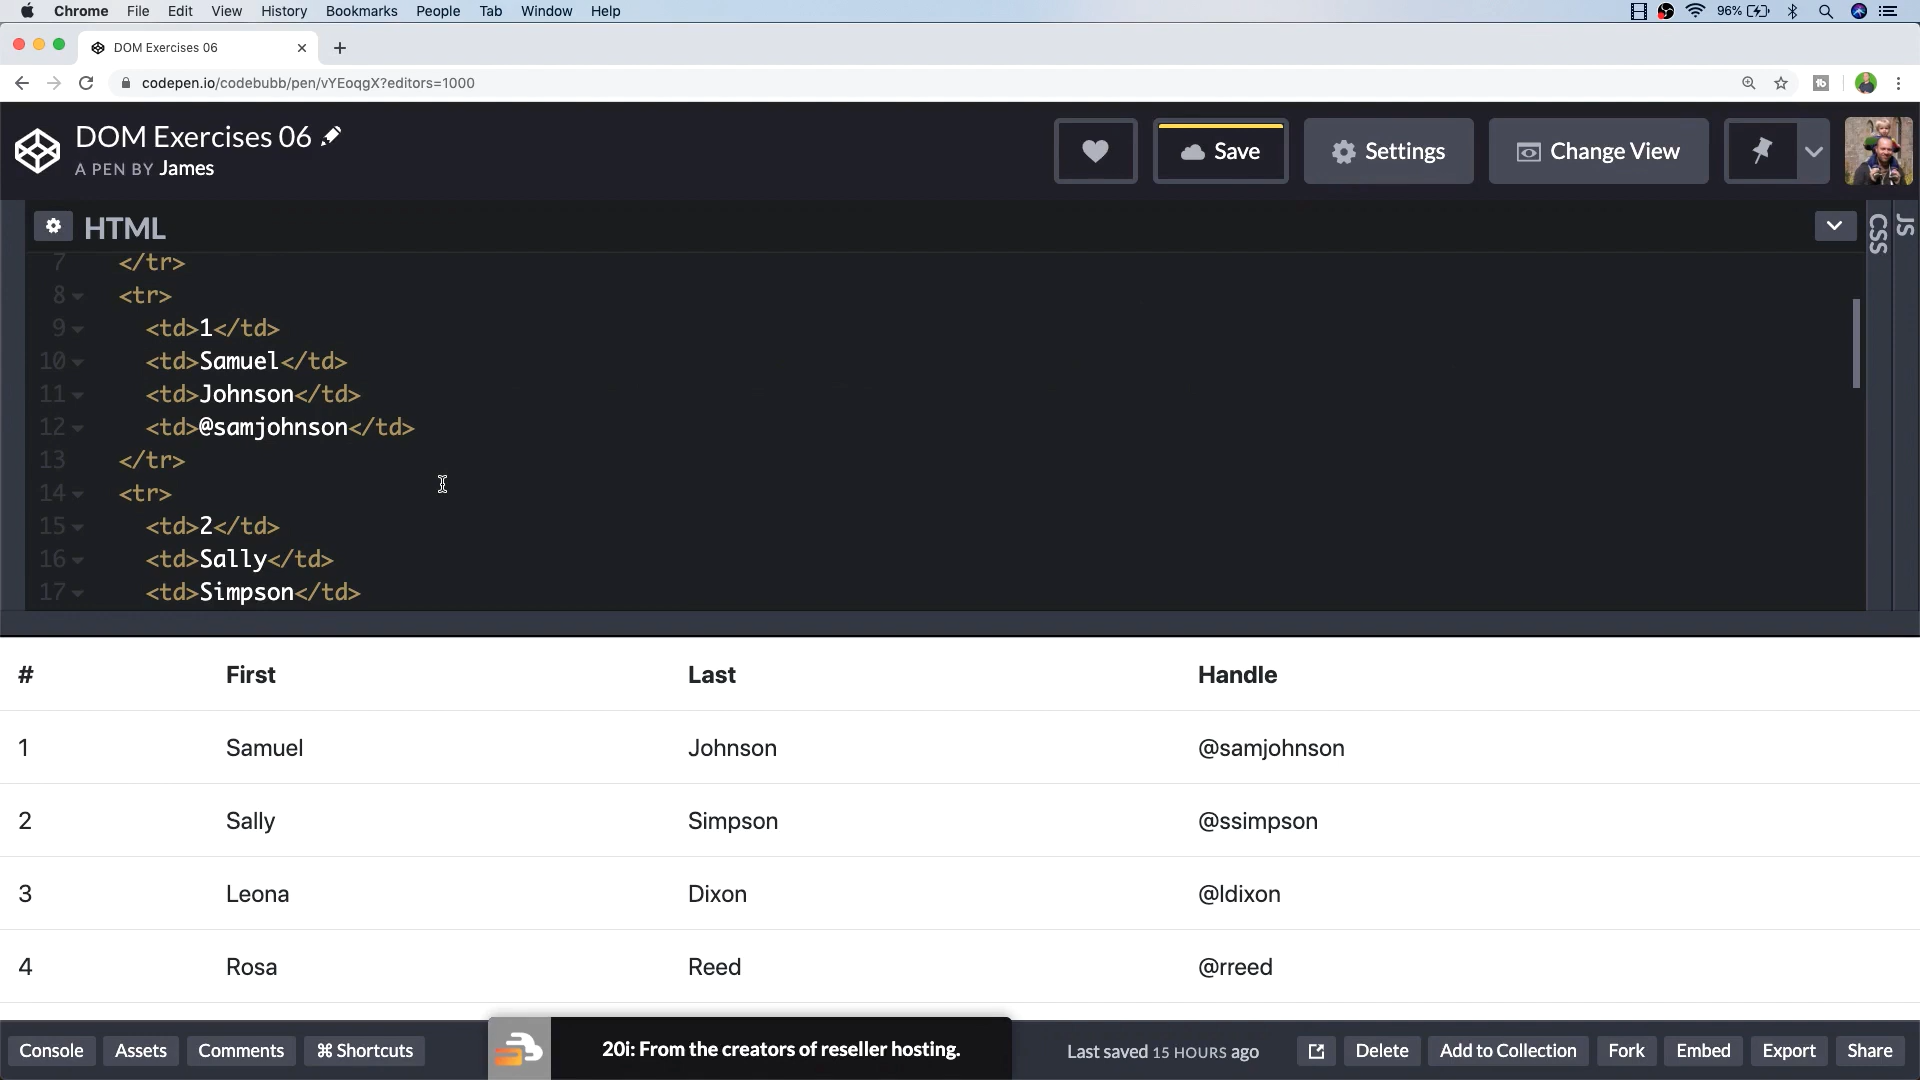 Chrome File Edit View History Bookmarks People Tab Window Help 96%
DOM Exercises 06
codepen.io/codebubb/pen/vYEoqgX?editors=1000
DOM Exercises 06
A PEN BY James
Save Settings Change View
HTML
CSS
JS
7 </tr>
8 <tr>
9 <td>1</td>
10 <td>Samuel</td>
11 <td>Johnson</td>
12 <td>@samjohnson</td>
13 </tr>
14 <tr>
15 <td>2</td>
16 <td>Sally</td>
17 <td>Simpson</td>
# First Last Handle
1 Samuel Johnson @samjohnson
2 Sally Simpson @ssimpson
3 Leona Dixon @ldixon
4 Rosa Reed @rreed
Console Assets Comments ⌘ Shortcuts 20i: From the creators of reseller hosting. Last saved 15 HOURS ago Delete Add to Collection Fork Embed Export Share